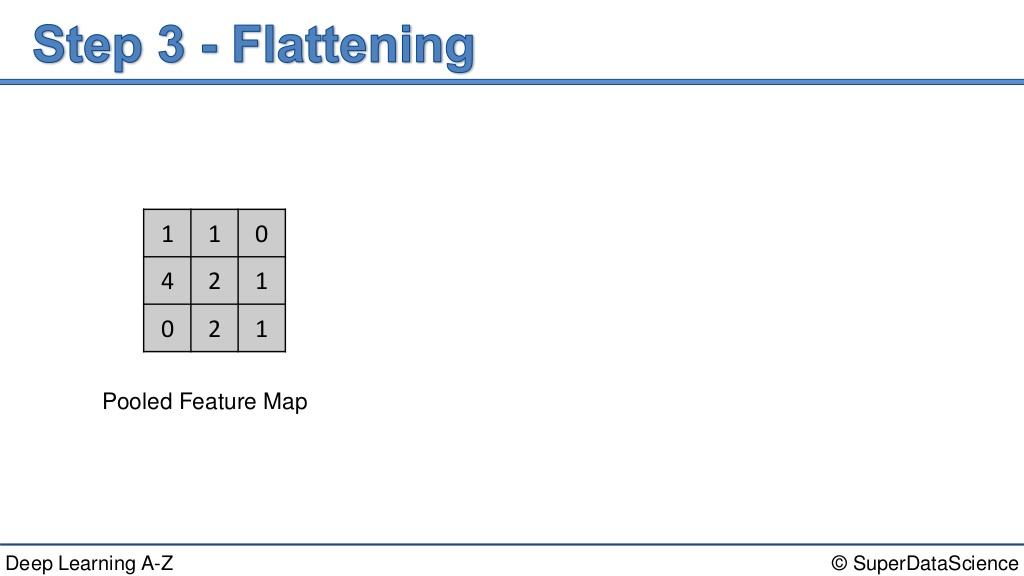 Step 3 - Flattening
1 1 0
4 2 1
0 2 1
Pooled Feature Map
Deep Learning A-Z
© SuperDataScience